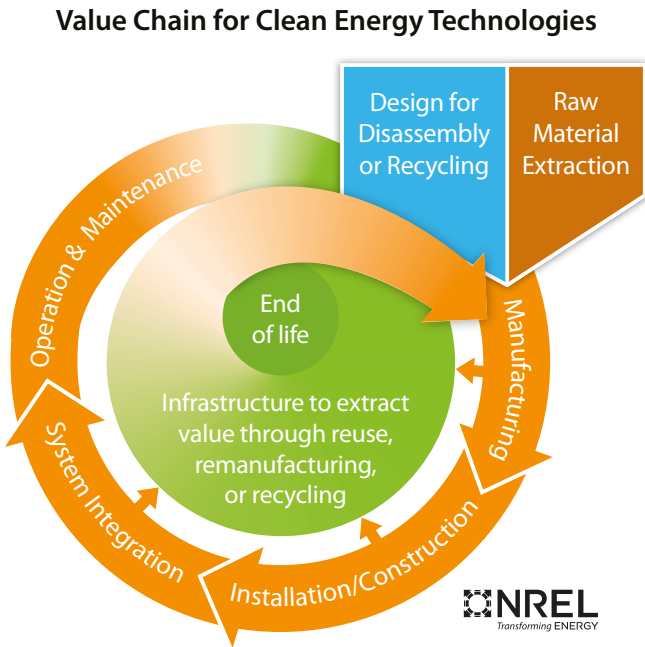 Value Chain for Clean Energy Technologies
Design for
Disassembly
or Recycling
Raw
Material
Extraction
Manufacturing
Installation/Construction
System Integration
Operation & Maintenance
End
of life
Infrastructure to extract
value through reuse,
remanufacturing,
or recycling
NREL
Transforming ENERGY